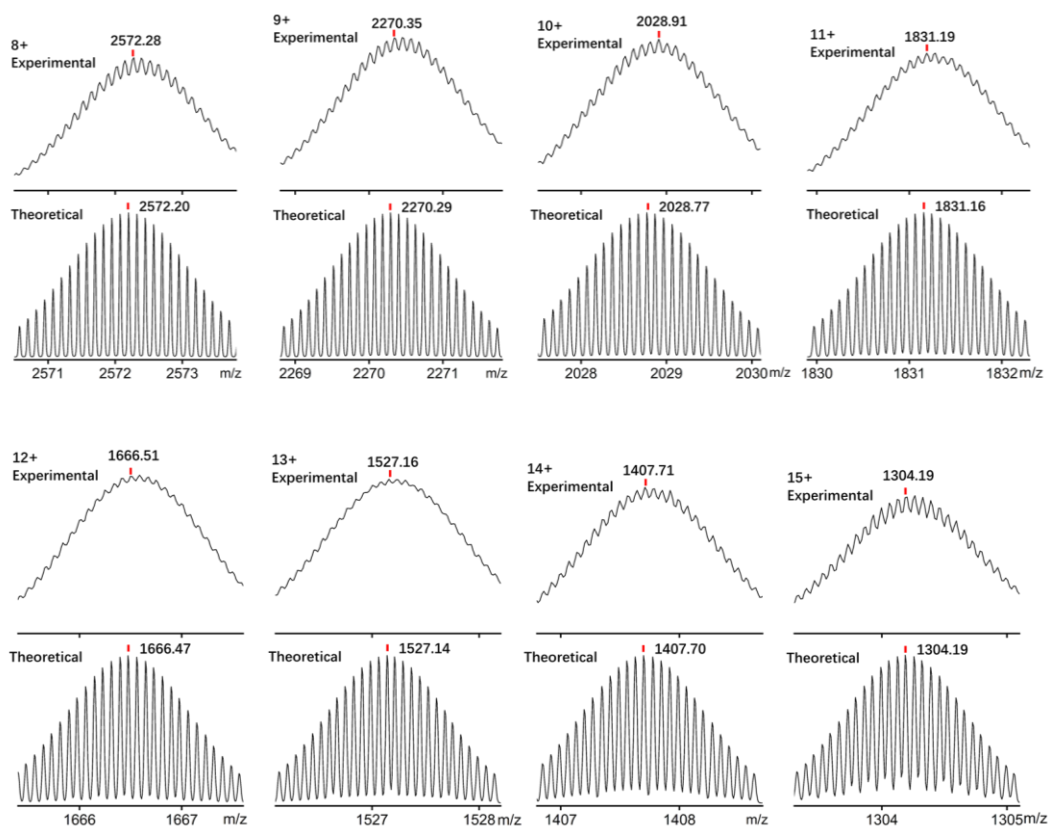 8+
Experimental
2572.28
9+
Experimental
2270.35
10+
Experimental
2028.91
11+
Experimental
1831.19
Theoretical
2572.20
Theoretical
2270.29
Theoretical
2028.77
Theoretical
1831.16
2571 2572 2573 m/z
2269 2270 2271 m/z
2028 2029 2030 m/z
1830 1831 1832 m/z
12+
Experimental
1666.51
13+
Experimental
1527.16
14+
Experimental
1407.71
15+
Experimental
1304.19
Theoretical
1666.47
Theoretical
1527.14
Theoretical
1407.70
Theoretical
1304.19
1666 1667 m/z
1527 1528 m/z
1407 1408 m/z
1304 1305 m/z